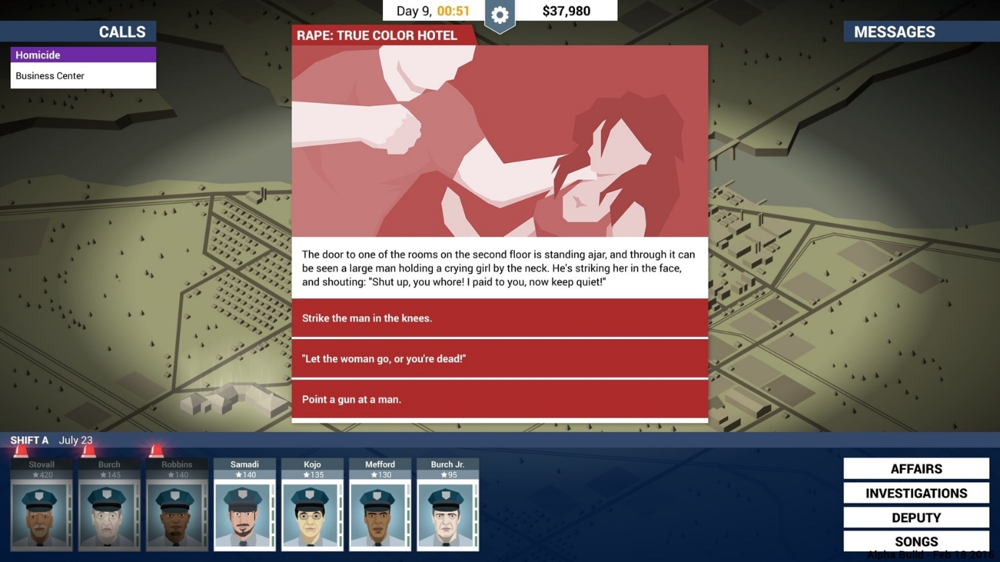 Day 9, 00:51
$37,980
CALLS
Homicide
Business Center
RAPE: TRUE COLOR HOTEL
MESSAGES
The door to one of the rooms on the second floor is standing ajar, and through it can
be seen a large man holding a crying girl by the neck. He's striking her in the face,
and shouting: "Shut up, you whore! I paid to you, now keep quiet!"
Strike the man in the knees.
"Let the woman go, or you're dead!"
Point a gun at a man.
SHIFT A July 23
Stovall Burch Robbins Samadi Kojo Mefford Burch Jr.
★420 ★145 ★140 ★140 ★135 ★130 ★95
AFFAIRS
INVESTIGATIONS
DEPUTY
SONGS
Alpha Build - Feb 18 2016